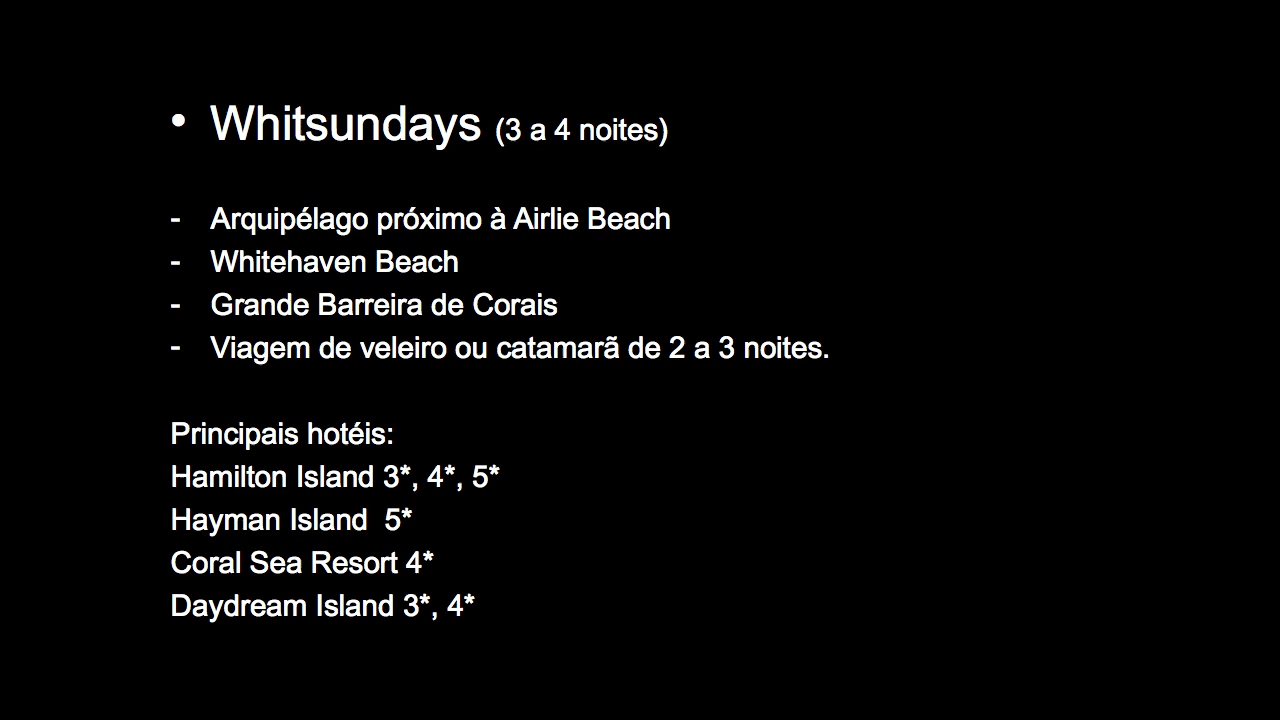 • Whitsundays (3 a 4 noites)
- Arquipélago próximo à Airlie Beach
- Whitehaven Beach
- Grande Barreira de Corais
- Viagem de veleiro ou catamarã de 2 a 3 noites.
Principais hotéis:
Hamilton Island 3*, 4*, 5*
Hayman Island  5*
Coral Sea Resort 4*
Daydream Island 3*, 4*